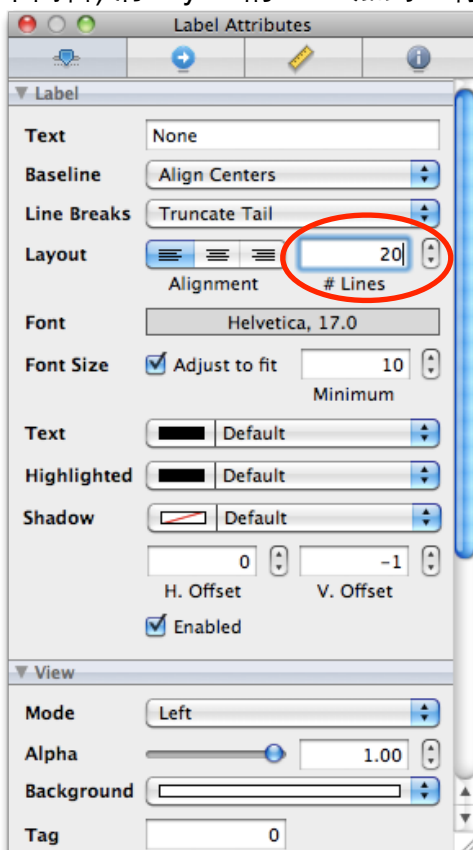 Label Attributes
Label
Text None
Baseline Align Centers
Line Breaks Truncate Tail
Layout 20
Alignment # Lines
Font Helvetica, 17.0
Font Size Adjust to fit 10
Minimum
Text Default
Highlighted Default
Shadow Default
0 -1
H. Offset V. Offset
Enabled
View
Mode Left
Alpha 1.00
Background
Tag 0